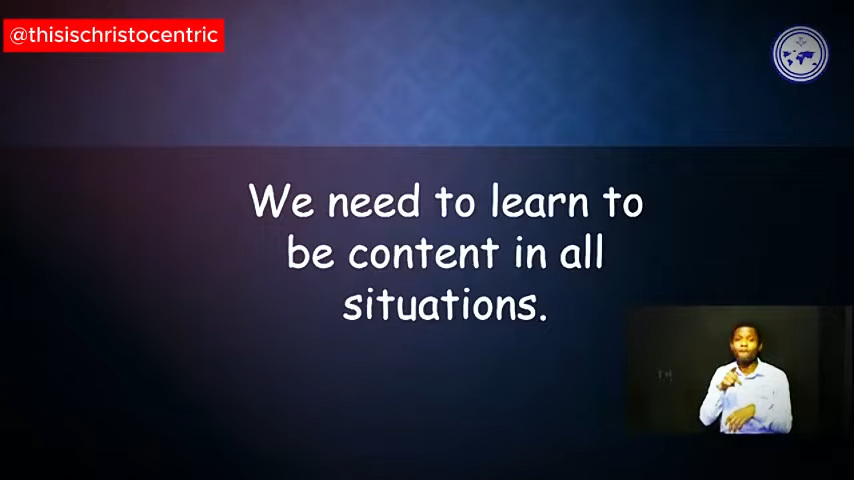 @thisischristocentric
We need to learn to
be content in all
situations.